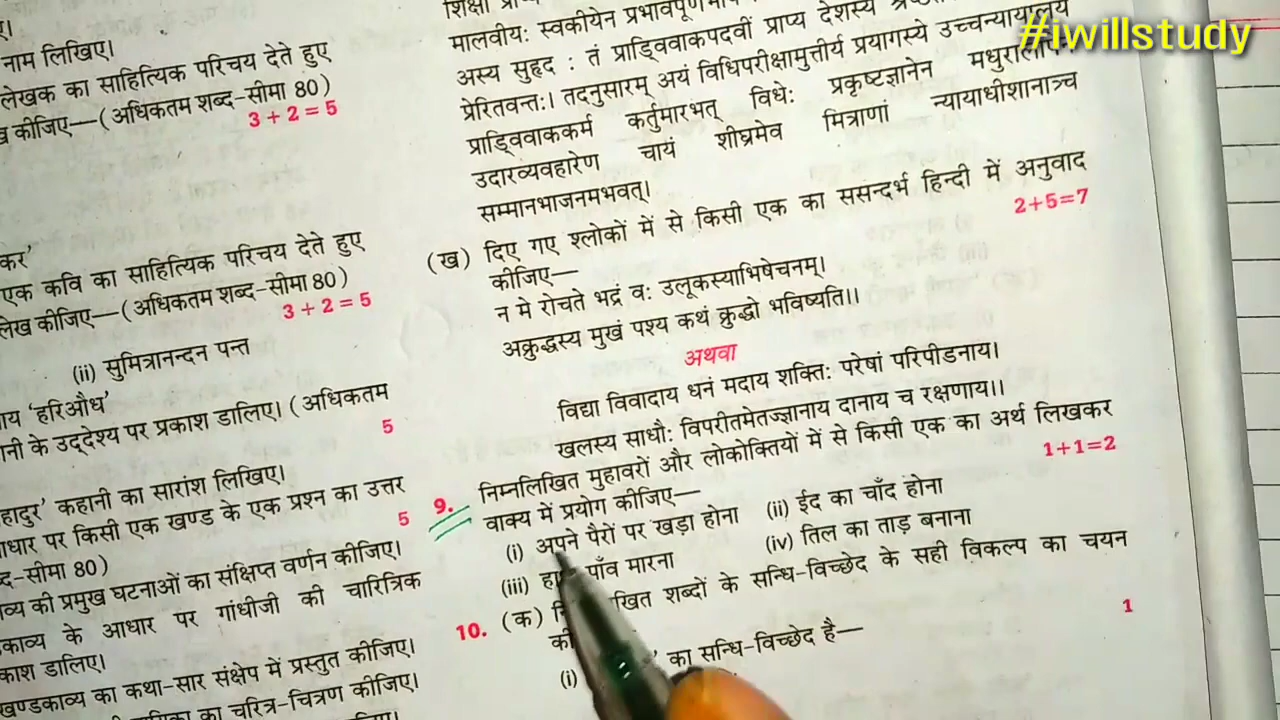 #iwillstudy
नाम लिखिए।
लेखक का साहित्यिक परिचय देते हुए
कीजिए—(अधिकतम शब्द-सीमा 80)
3 + 2 = 5
एक कवि का साहित्यिक परिचय देते हुए
लेख कीजिए—(अधिकतम शब्द-सीमा 80)
3 + 2 = 5
(ii) सुमित्रानन्दन पन्त
'हरिऔध'
के उद्देश्य पर प्रकाश डालिए। (अधिकतम
5
कहानी का सारांश लिखिए।
पर किसी एक खण्ड के एक प्रश्न का उत्तर
-सीमा 80)
5
की प्रमुख घटनाओं का संक्षिप्त वर्णन कीजिए।
के आधार पर गांधीजी की चारित्रिक
डालिए।
खण्डकाव्य का कथा-सार संक्षेप में प्रस्तुत कीजिए।
का चरित्र-चित्रण कीजिए।
मालवीयः स्वकीयेन
अस्य सुहृद : तं प्राड्विवाकपदवीं प्राप्य देशस्य
प्रेरितवन्तः। तदनुसारम् अयं विधिपरीक्षामुत्तीर्य प्रयागस्ये उच्चन्यायालये
प्राड्विवाककर्म कर्तुमारभत् विधेः प्रकृष्टज्ञानेन
उदारव्यवहारेण चायं शीघ्रमेव मित्राणां न्यायाधीशानाञ्च
सम्मानभाजनमभवत्।
(ख) दिए गए श्लोकों में से किसी एक का ससन्दर्भ हिन्दी में अनुवाद
कीजिए—
2+5=7
न मे रोचते भद्रं वः उलूकस्याभिषेचनम्।
अक्रुद्धस्य मुखं पश्य कथं क्रुद्धो भविष्यति।।
अथवा
विद्या विवादाय धनं मदाय शक्तिः परेषां परिपीडनाय।
खलस्य साधौः विपरीतमेतज्ज्ञानाय दानाय च रक्षणाय।।
9. निम्नलिखित मुहावरों और लोकोक्तियों में से किसी एक का अर्थ लिखकर
वाक्य में प्रयोग कीजिए—
1+1=2
(i) अपने पैरों पर खड़ा होना (ii) ईद का चाँद होना
(iii) पाँव मारना (iv) तिल का ताड़ बनाना
10. (क) शब्दों के सन्धि-विच्छेद के सही विकल्प का चयन
1
(i) का सन्धि-विच्छेद है—